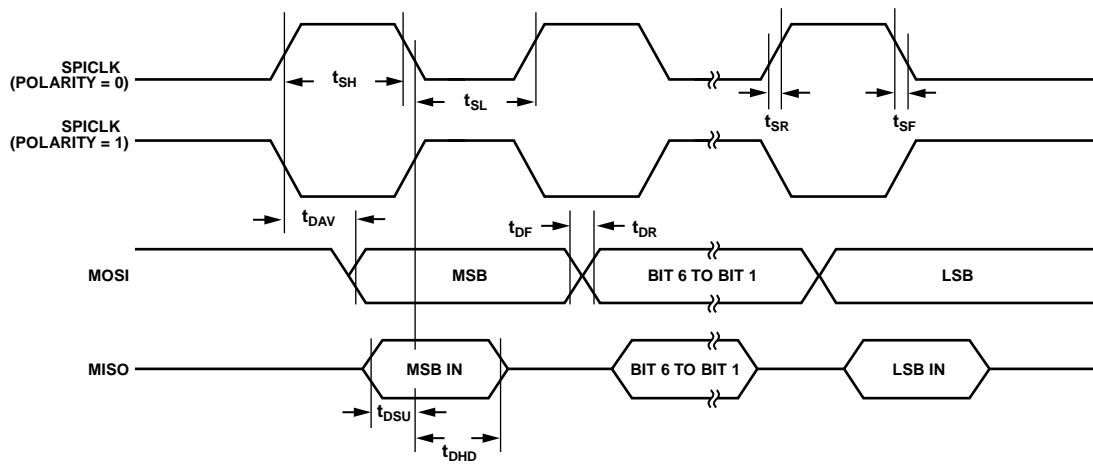 SPICLK
(POLARITY = 0)
tSH
tSL
tSR
tSF
SPICLK
(POLARITY = 1)
tDAV
tDF
tDR
MOSI
MSB
BIT 6 TO BIT 1
LSB
MISO
MSB IN
BIT 6 TO BIT 1
LSB IN
tDSU
tDHD